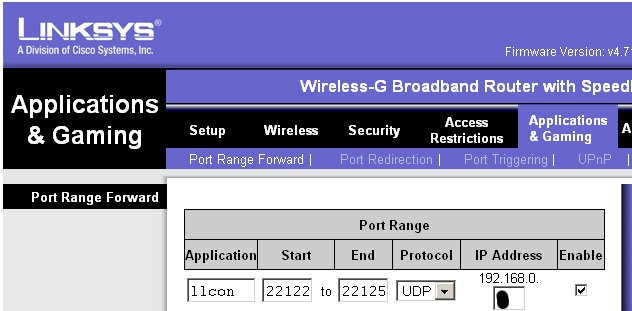 LINKSYS®
A Division of Cisco Systems, Inc.
Firmware Version: v4.7
Wireless-G Broadband Router with Speed
Applications
& Gaming
Setup Wireless Security Access Restrictions Applications & Gaming A
Port Range Forward | Port Redirection | Port Triggering | UPnP |
Port Range Forward
Port Range
Application Start End Protocol IP Address Enable
192.168.0.
llcon 22122 to 22125 UDP